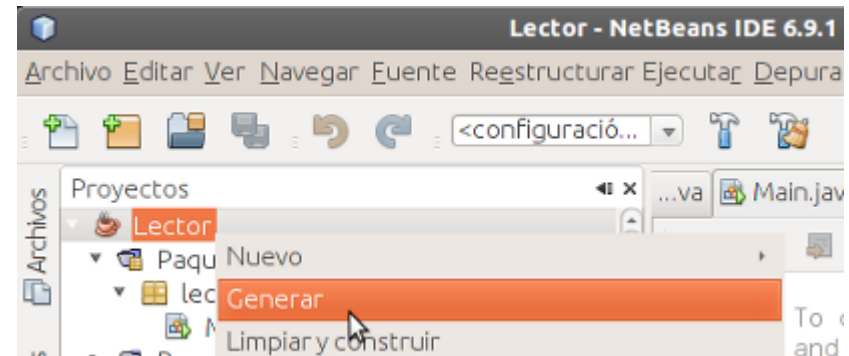 Lector - NetBeans IDE 6.9.1
Archivo Editar Ver Navegar Fuente Reestructurar Ejecutar Depura
<configuració...
Proyectos
...va Main.jav
Archivos
Lector
Paqu
Nuevo
lec
Generar
Limpiar y construir
To
and